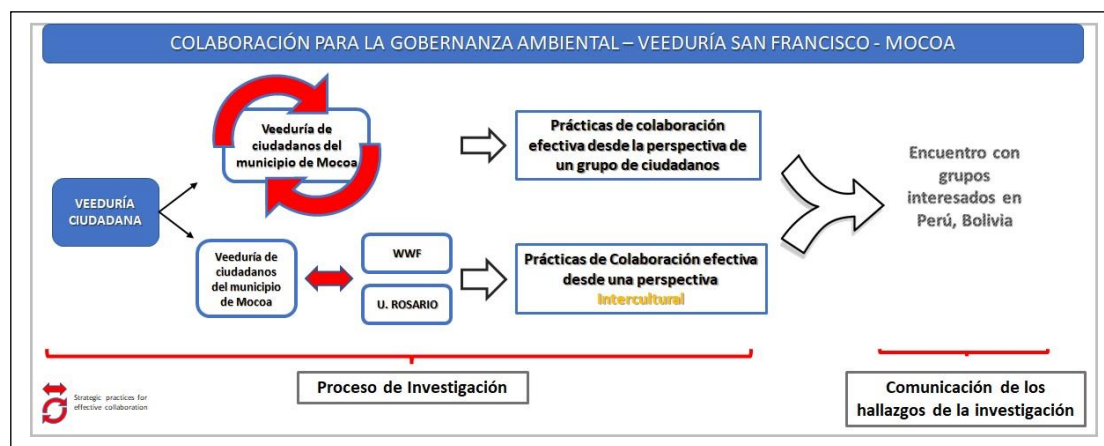 COLABORACIÓN PARA LA GOBERNANZA AMBIENTAL – VEEDURÍA SAN FRANCISCO - MOCOA
VEEDURÍA
CIUDADANA
Veeduría de
ciudadanos del
municipio de Mocoa
Prácticas de colaboración
efectiva desde la perspectiva de
un grupo de ciudadanos
Veeduría de
ciudadanos
del municipio
de Mocoa
WWF
U. ROSARIO
Prácticas de Colaboración efectiva
desde una perspectiva
Intercultural
Encuentro con
grupos
interesados en
Perú, Bolivia
Proceso de Investigación
Comunicación de los
hallazgos de la investigación
Strategic practices for
effective collaboration